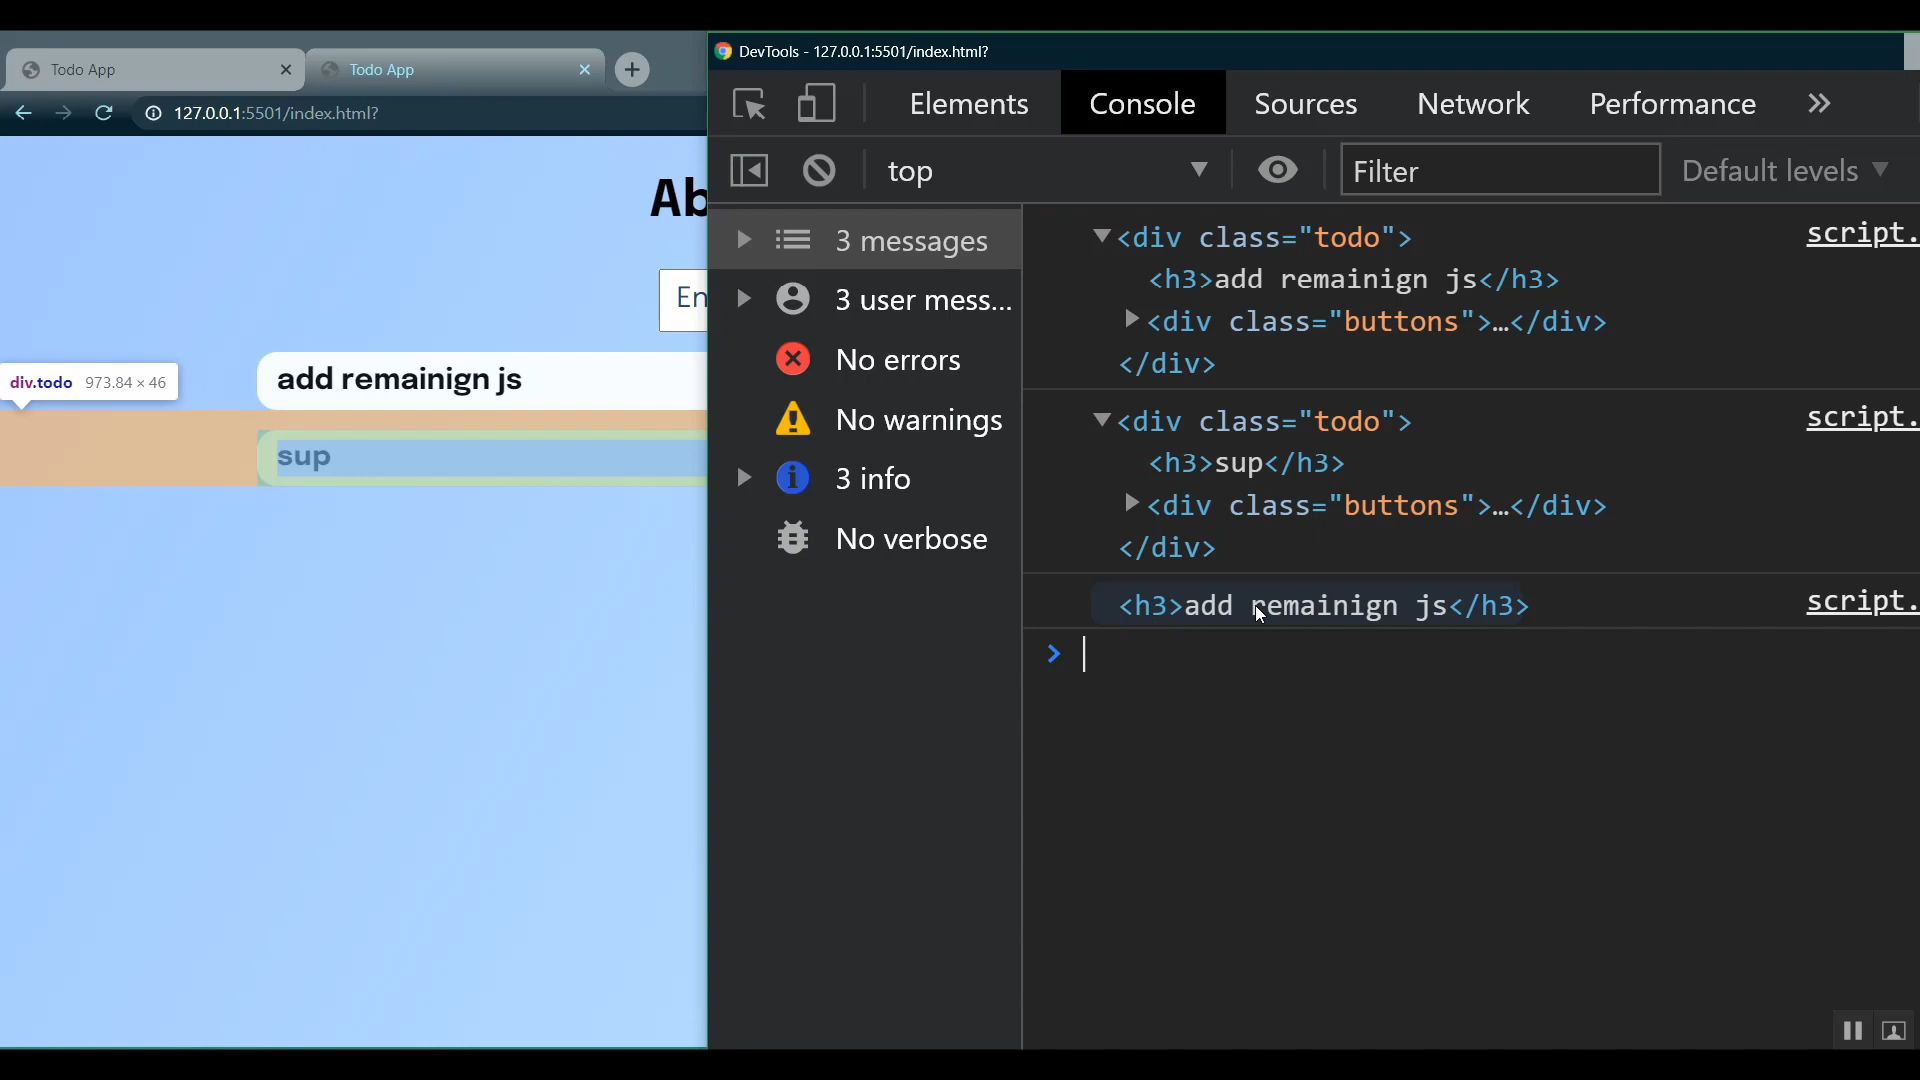 Todo App
Todo App
127.0.0.1:5501/index.html?
Ab
En
add remainign js
div.todo 973.84 × 46
sup
DevTools - 127.0.0.1:5501/index.html?
Elements Console Sources Network Performance
top Filter Default levels
3 messages
3 user mess...
No errors
No warnings
3 info
No verbose
<div class="todo"> script.
<h3>add remainign js</h3>
<div class="buttons">…</div>
</div>
<div class="todo"> script.
<h3>sup</h3>
<div class="buttons">…</div>
</div>
<h3>add remainign js</h3> script.